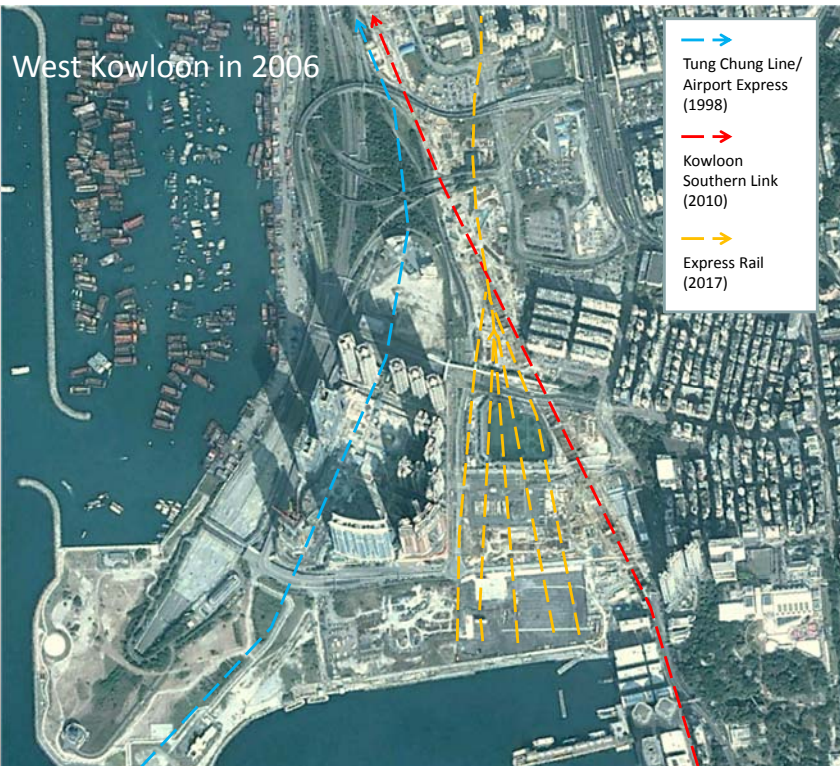 West Kowloon in 2006
Tung Chung Line/
Airport Express
(1998)
Kowloon
Southern Link
(2010)
Express Rail
(2017)